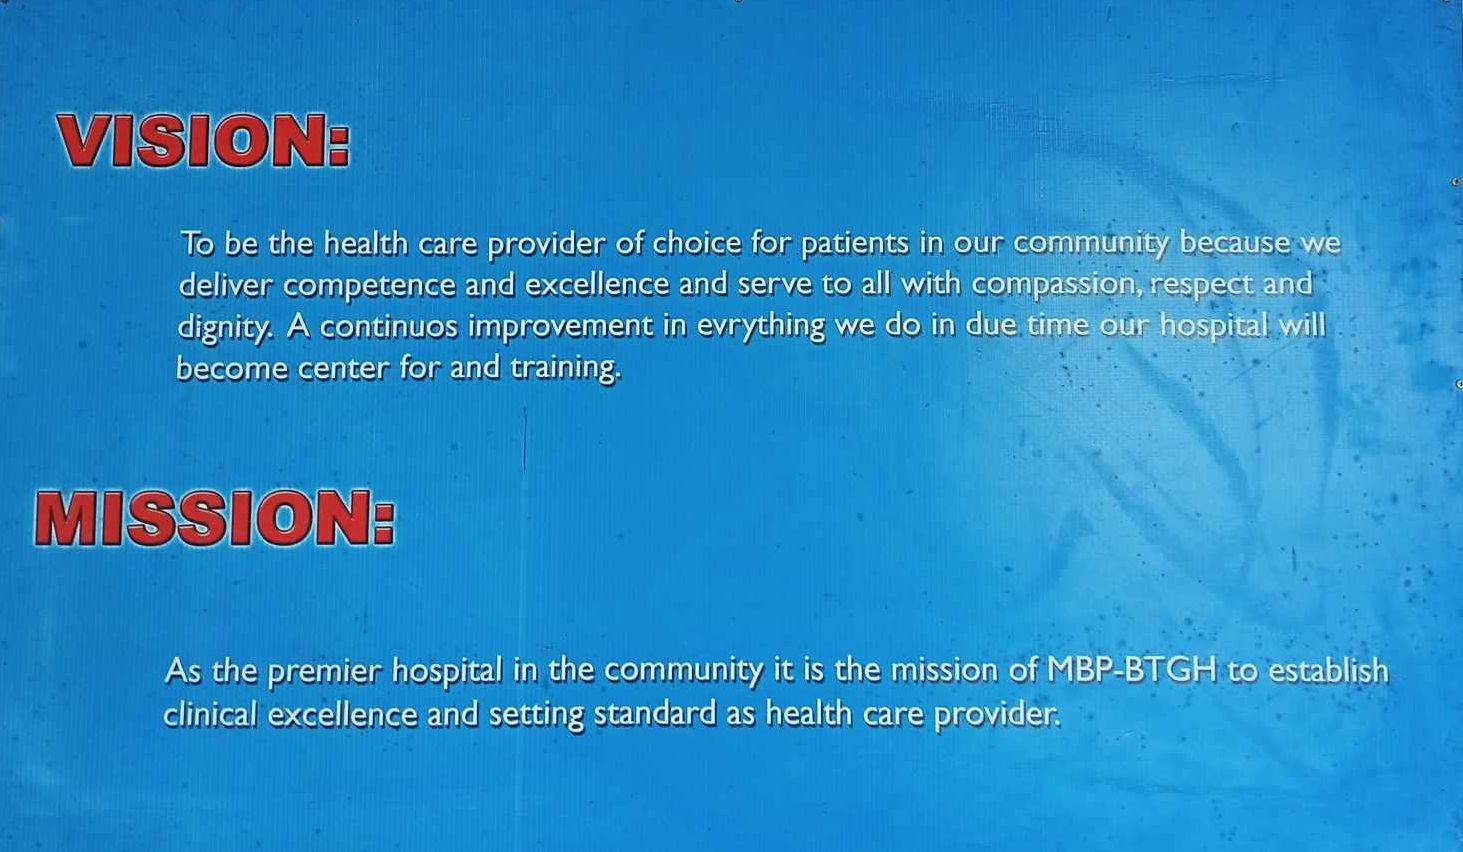 VISION:
To be the health care provider of choice for patients in our community because we
deliver competence and excellence and serve to all with compassion, respect and
dignity. A continuos improvement in evrything we do in due time our hospital will
become center for and training.
MISSION:
As the premier hospital in the community it is the mission of MBP-BTGH to establish
clinical excellence and setting standard as health care provider.